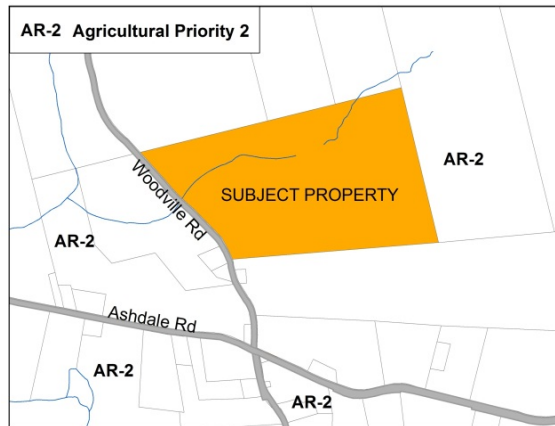 AR-2 Agricultural Priority 2
Woodville Rd
SUBJECT PROPERTY
AR-2
AR-2
Ashdale Rd
AR-2
AR-2